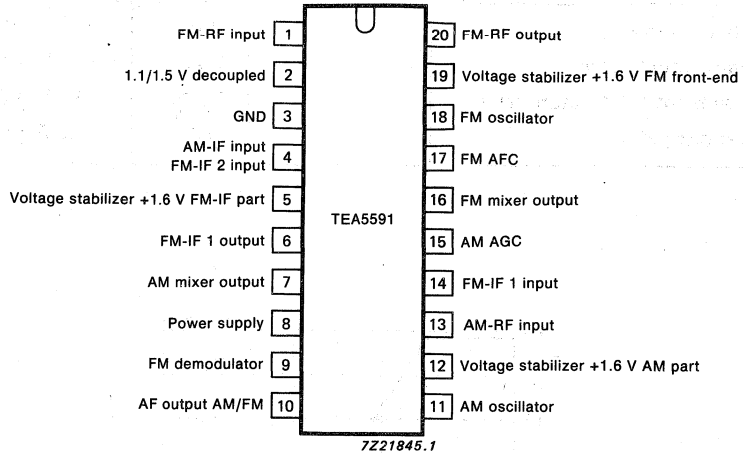 FM-RF input 1
1.1/1.5 V decoupled 2
GND 3
AM-IF input
FM-IF 2 input 4
Voltage stabilizer +1.6 V FM-IF part 5
FM-IF 1 output 6
AM mixer output 7
Power supply 8
FM demodulator 9
AF output AM/FM 10
TEA5591
20 FM-RF output
19 Voltage stabilizer +1.6 V FM front-end
18 FM oscillator
17 FM AFC
16 FM mixer output
15 AM AGC
14 FM-IF 1 input
13 AM-RF input
12 Voltage stabilizer +1.6 V AM part
11 AM oscillator
7Z21845.1